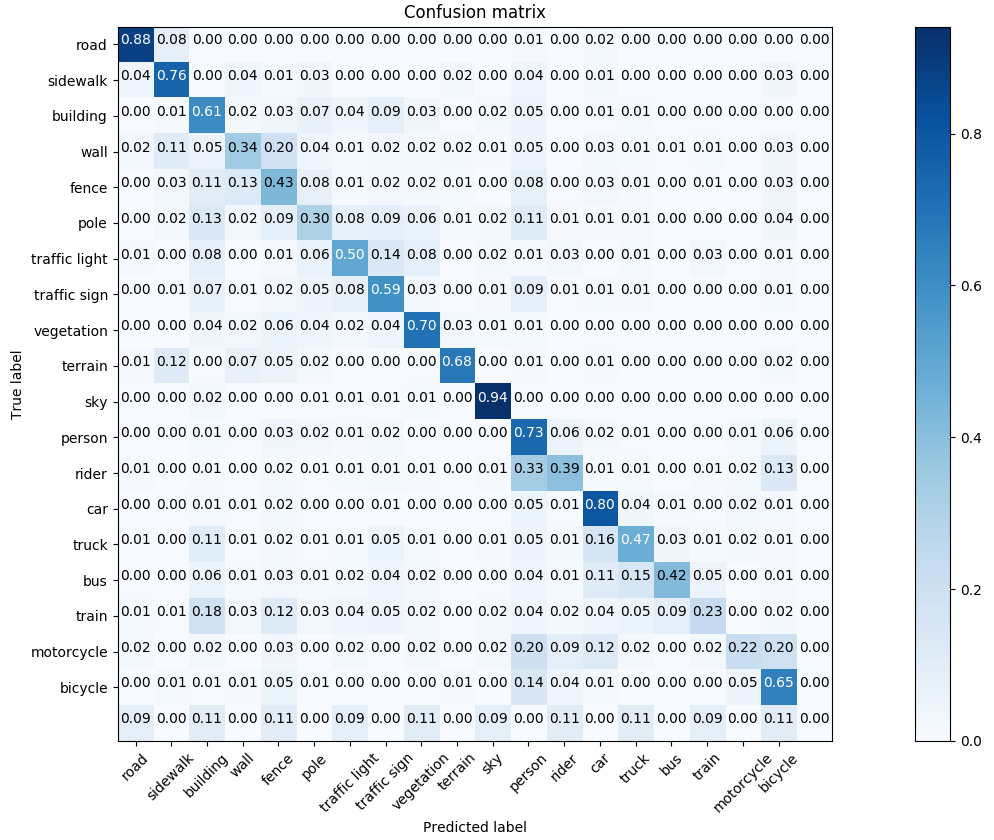 Confusion matrix
road 0.88 0.08 0.00 0.00 0.00 0.00 0.00 0.00 0.00 0.00 0.00 0.01 0.00 0.02 0.00 0.00 0.00 0.00 0.00 0.00
sidewalk 0.04 0.76 0.00 0.04 0.01 0.03 0.00 0.00 0.00 0.02 0.00 0.04 0.00 0.01 0.00 0.00 0.00 0.00 0.03 0.00
building 0.00 0.01 0.61 0.02 0.03 0.07 0.04 0.09 0.03 0.00 0.02 0.05 0.00 0.01 0.01 0.00 0.00 0.00 0.00 0.00
wall 0.02 0.11 0.05 0.34 0.20 0.04 0.01 0.02 0.02 0.02 0.01 0.05 0.00 0.03 0.01 0.01 0.01 0.00 0.03 0.00
fence 0.00 0.03 0.11 0.13 0.43 0.08 0.01 0.02 0.02 0.01 0.00 0.08 0.00 0.03 0.01 0.00 0.01 0.00 0.03 0.00
pole 0.00 0.02 0.13 0.02 0.09 0.30 0.08 0.09 0.06 0.01 0.02 0.11 0.01 0.01 0.01 0.00 0.00 0.00 0.04 0.00
traffic light 0.01 0.00 0.08 0.00 0.01 0.06 0.50 0.14 0.08 0.00 0.02 0.01 0.03 0.01 0.00 0.00 0.03 0.00 0.01 0.00
traffic sign 0.00 0.01 0.07 0.01 0.02 0.05 0.08 0.59 0.03 0.00 0.01 0.09 0.01 0.01 0.01 0.00 0.00 0.00 0.01 0.00
vegetation 0.00 0.00 0.04 0.02 0.06 0.04 0.02 0.04 0.70 0.03 0.01 0.01 0.00 0.00 0.00 0.00 0.00 0.00 0.01 0.00
terrain 0.01 0.12 0.00 0.07 0.05 0.02 0.00 0.00 0.00 0.68 0.00 0.01 0.00 0.01 0.00 0.00 0.00 0.00 0.02 0.00
sky 0.00 0.00 0.02 0.00 0.00 0.01 0.01 0.01 0.01 0.00 0.94 0.00 0.00 0.00 0.00 0.00 0.00 0.00 0.00 0.00
person 0.00 0.00 0.01 0.00 0.03 0.02 0.01 0.02 0.00 0.00 0.00 0.73 0.06 0.02 0.01 0.00 0.00 0.01 0.06 0.00
rider 0.01 0.00 0.01 0.00 0.02 0.01 0.01 0.01 0.01 0.00 0.01 0.33 0.39 0.01 0.01 0.00 0.01 0.02 0.13 0.00
car 0.00 0.00 0.01 0.01 0.02 0.00 0.00 0.01 0.00 0.00 0.00 0.05 0.01 0.80 0.04 0.01 0.00 0.02 0.01 0.00
truck 0.01 0.00 0.11 0.01 0.02 0.01 0.01 0.05 0.01 0.00 0.01 0.05 0.01 0.16 0.47 0.03 0.01 0.02 0.01 0.00
bus 0.00 0.00 0.06 0.01 0.03 0.01 0.02 0.04 0.02 0.00 0.00 0.04 0.01 0.11 0.15 0.42 0.05 0.00 0.01 0.00
train 0.01 0.01 0.18 0.03 0.12 0.03 0.04 0.05 0.02 0.00 0.02 0.04 0.02 0.04 0.05 0.09 0.23 0.00 0.02 0.00
motorcycle 0.02 0.00 0.02 0.00 0.03 0.00 0.02 0.00 0.02 0.00 0.02 0.20 0.09 0.12 0.02 0.00 0.02 0.22 0.20 0.00
bicycle 0.00 0.01 0.01 0.01 0.05 0.01 0.00 0.01 0.00 0.01 0.00 0.14 0.04 0.01 0.00 0.00 0.00 0.05 0.65 0.00
0.09 0.00 0.11 0.00 0.11 0.00 0.09 0.00 0.11 0.00 0.09 0.00 0.11 0.00 0.11 0.00 0.09 0.00 0.11 0.00
road sidewalk building wall fence pole traffic light traffic sign vegetation terrain sky person rider car truck bus train motorcycle bicycle
Predicted label
True label
0.8
0.6
0.4
0.2
0.0